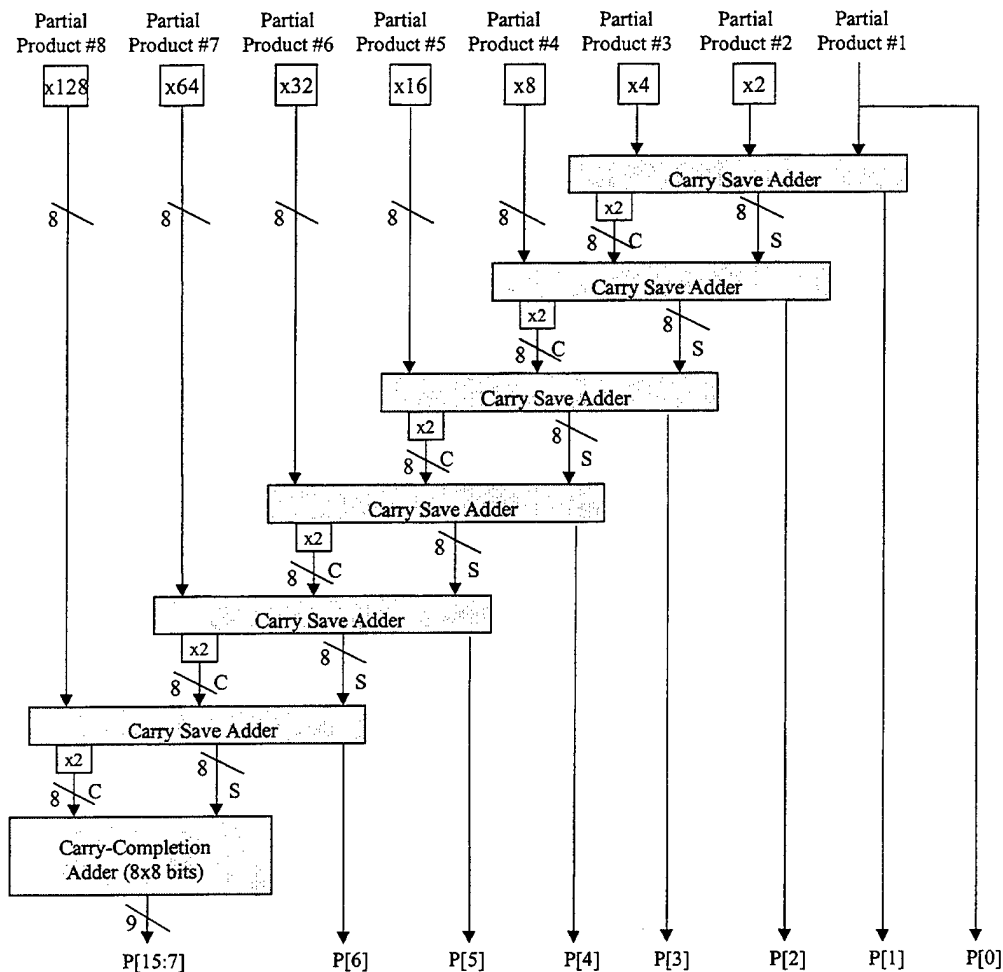 Partial Product #8
Partial Product #7
Partial Product #6
Partial Product #5
Partial Product #4
Partial Product #3
Partial Product #2
Partial Product #1
x128
x64
x32
x16
x8
x4
x2
Carry Save Adder
8
8
8
8
8
x2
8
C
8
S
Carry Save Adder
x2
8
C
8
S
Carry Save Adder
x2
8
C
8
S
Carry Save Adder
x2
8
C
8
S
Carry Save Adder
x2
8
C
8
S
Carry Save Adder
x2
8
C
8
S
Carry-Completion
Adder (8x8 bits)
9
P[15:7]
P[6]
P[5]
P[4]
P[3]
P[2]
P[1]
P[0]